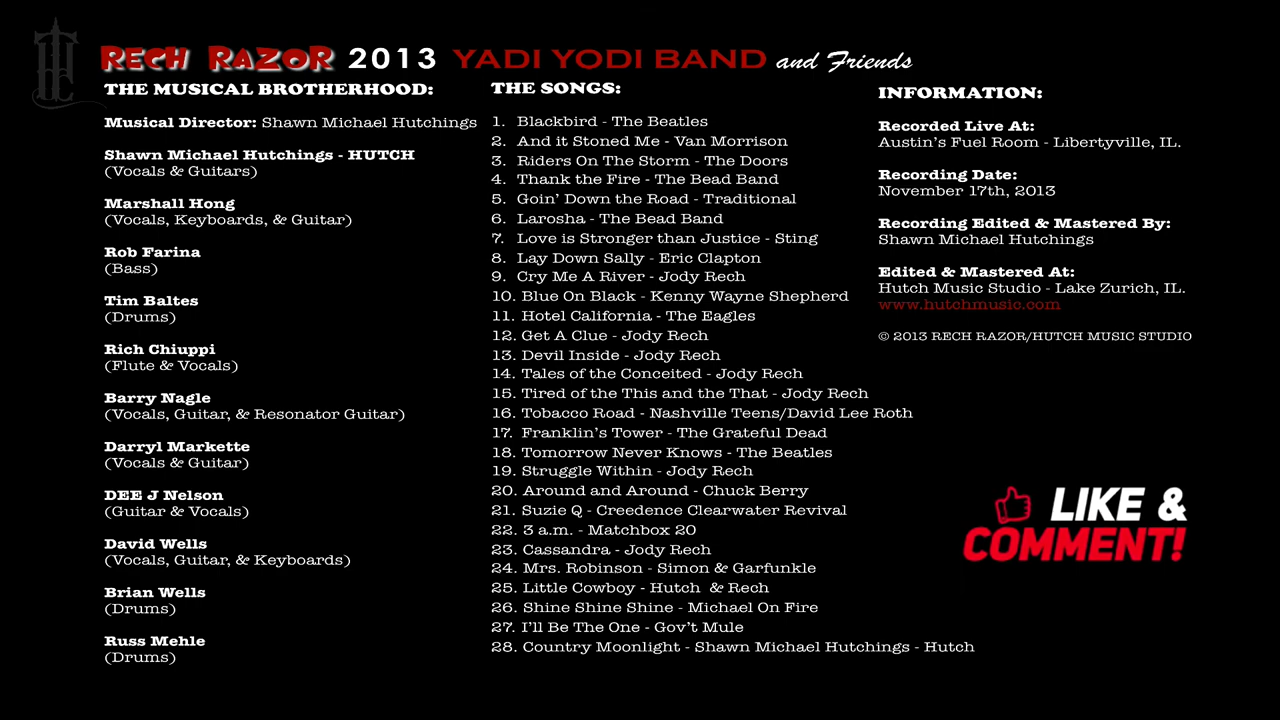 RECH RAZOR 2013 YADI YODI BAND and Friends
THE MUSICAL BROTHERHOOD:
Musical Director: Shawn Michael Hutchings
Shawn Michael Hutchings - HUTCH
(Vocals & Guitars)
Marshall Hong
(Vocals, Keyboards, & Guitar)
Rob Farina
(Bass)
Tim Baltes
(Drums)
Rich Chiuppi
(Flute & Vocals)
Barry Nagle
(Vocals, Guitar, & Resonator Guitar)
Darryl Markette
(Vocals & Guitar)
DEE J Nelson
(Guitar & Vocals)
David Wells
(Vocals, Guitar, & Keyboards)
Brian Wells
(Drums)
Russ Mehle
(Drums)
THE SONGS:
1. Blackbird - The Beatles
2. And it Stoned Me - Van Morrison
3. Riders On The Storm - The Doors
4. Thank the Fire - The Bead Band
5. Goin' Down the Road - Traditional
6. Larosha - The Bead Band
7. Love is Stronger than Justice - Sting
8. Lay Down Sally - Eric Clapton
9. Cry Me A River - Jody Rech
10. Blue On Black - Kenny Wayne Shepherd
11. Hotel California - The Eagles
12. Get A Clue - Jody Rech
13. Devil Inside - Jody Rech
14. Tales of the Conceited - Jody Rech
15. Tired of the This and the That - Jody Rech
16. Tobacco Road - Nashville Teens/David Lee Roth
17. Franklin's Tower - The Grateful Dead
18. Tomorrow Never Knows - The Beatles
19. Struggle Within - Jody Rech
20. Around and Around - Chuck Berry
21. Suzie Q - Creedence Clearwater Revival
22. 3 a.m. - Matchbox 20
23. Cassandra - Jody Rech
24. Mrs. Robinson - Simon & Garfunkle
25. Little Cowboy - Hutch & Rech
26. Shine Shine Shine - Michael On Fire
27. I'll Be The One - Gov't Mule
28. Country Moonlight - Shawn Michael Hutchings - Hutch
INFORMATION:
Recorded Live At:
Austin's Fuel Room - Libertyville, IL.
Recording Date:
November 17th, 2013
Recording Edited & Mastered By:
Shawn Michael Hutchings
Edited & Mastered At:
Hutch Music Studio - Lake Zurich, IL.
www.hutchmusic.com
© 2013 RECH RAZOR/HUTCH MUSIC STUDIO
LIKE &
COMMENT!